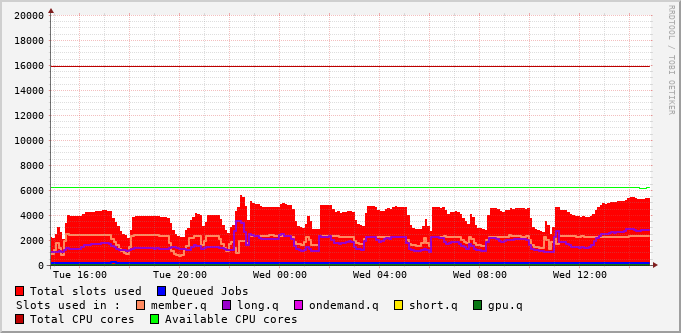 20000
18000
16000
14000
12000
10000
8000
6000
4000
2000
0
Tue 16:00 Tue 20:00 Wed 00:00 Wed 04:00 Wed 08:00 Wed 12:00
RRDTOOL / TOBI OETIKER
Total slots used Queued Jobs
Slots used in : member.q long.q ondemand.q short.q gpu.q
Total CPU cores Available CPU cores